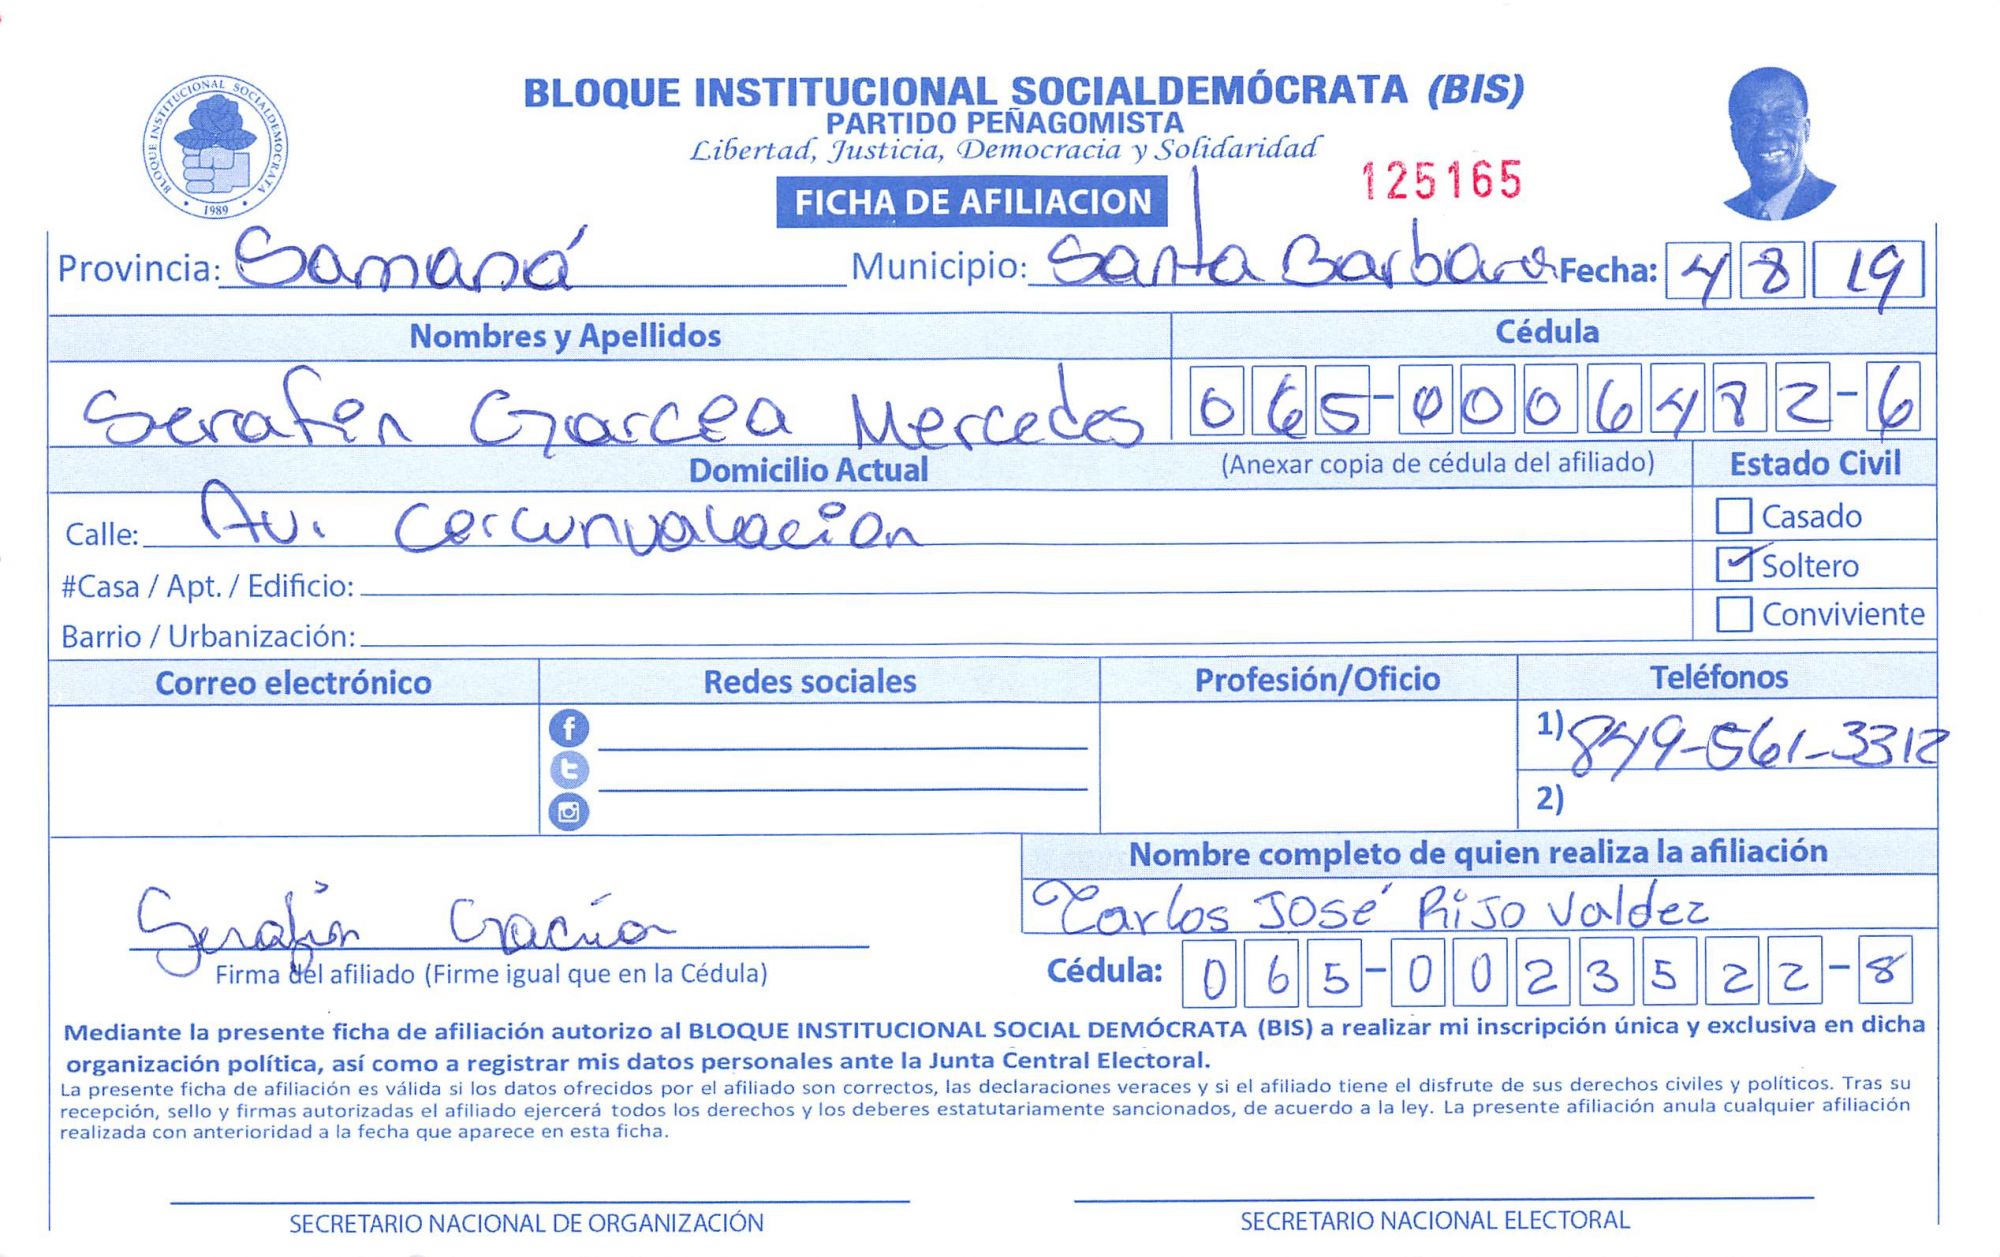 BLOQUE INSTITUCIONAL SOCIALDEMÓCRATA (BIS)
PARTIDO PEÑAGOMISTA
Libertad, Justicia, Democracia y Solidaridad
BLOQUE INSTITUCIONAL SOCIALDEMOCRATA
1989
FICHA DE AFILIACION
125165
Provincia: Samaná Municipio: Santa Barbara Fecha: 4 8 19
Nombres y Apellidos Cédula
Serafin Garcea Mercedes 065-0006482-6
Domicilio Actual (Anexar copia de cédula del afiliado) Estado Civil
Calle: Av. Cercunvalacion
Casado
#Casa / Apt. / Edificio:
Soltero
Barrio / Urbanización:
Conviviente
Correo electrónico Redes sociales Profesión/Oficio Teléfonos
1) 849-561-3312
2)
Nombre completo de quien realiza la afiliación
Carlos José Rijo Valdez
Serafin
Firma del afiliado (Firme igual que en la Cédula)
Cédula: 065-0023522-8
Mediante la presente ficha de afiliación autorizo al BLOQUE INSTITUCIONAL SOCIAL DEMÓCRATA (BIS) a realizar mi inscripción única y exclusiva en dicha
organización política, así como a registrar mis datos personales ante la Junta Central Electoral.
La presente ficha de afiliación es válida si los datos ofrecidos por el afiliado son correctos, las declaraciones veraces y si el afiliado tiene el disfrute de sus derechos civiles y políticos. Tras su
recepción, sello y firmas autorizadas el afiliado ejercerá todos los derechos y los deberes estatutariamente sancionados, de acuerdo a la ley. La presente afiliación anula cualquier afiliación
realizada con anterioridad a la fecha que aparece en esta ficha.
SECRETARIO NACIONAL DE ORGANIZACIÓN SECRETARIO NACIONAL ELECTORAL